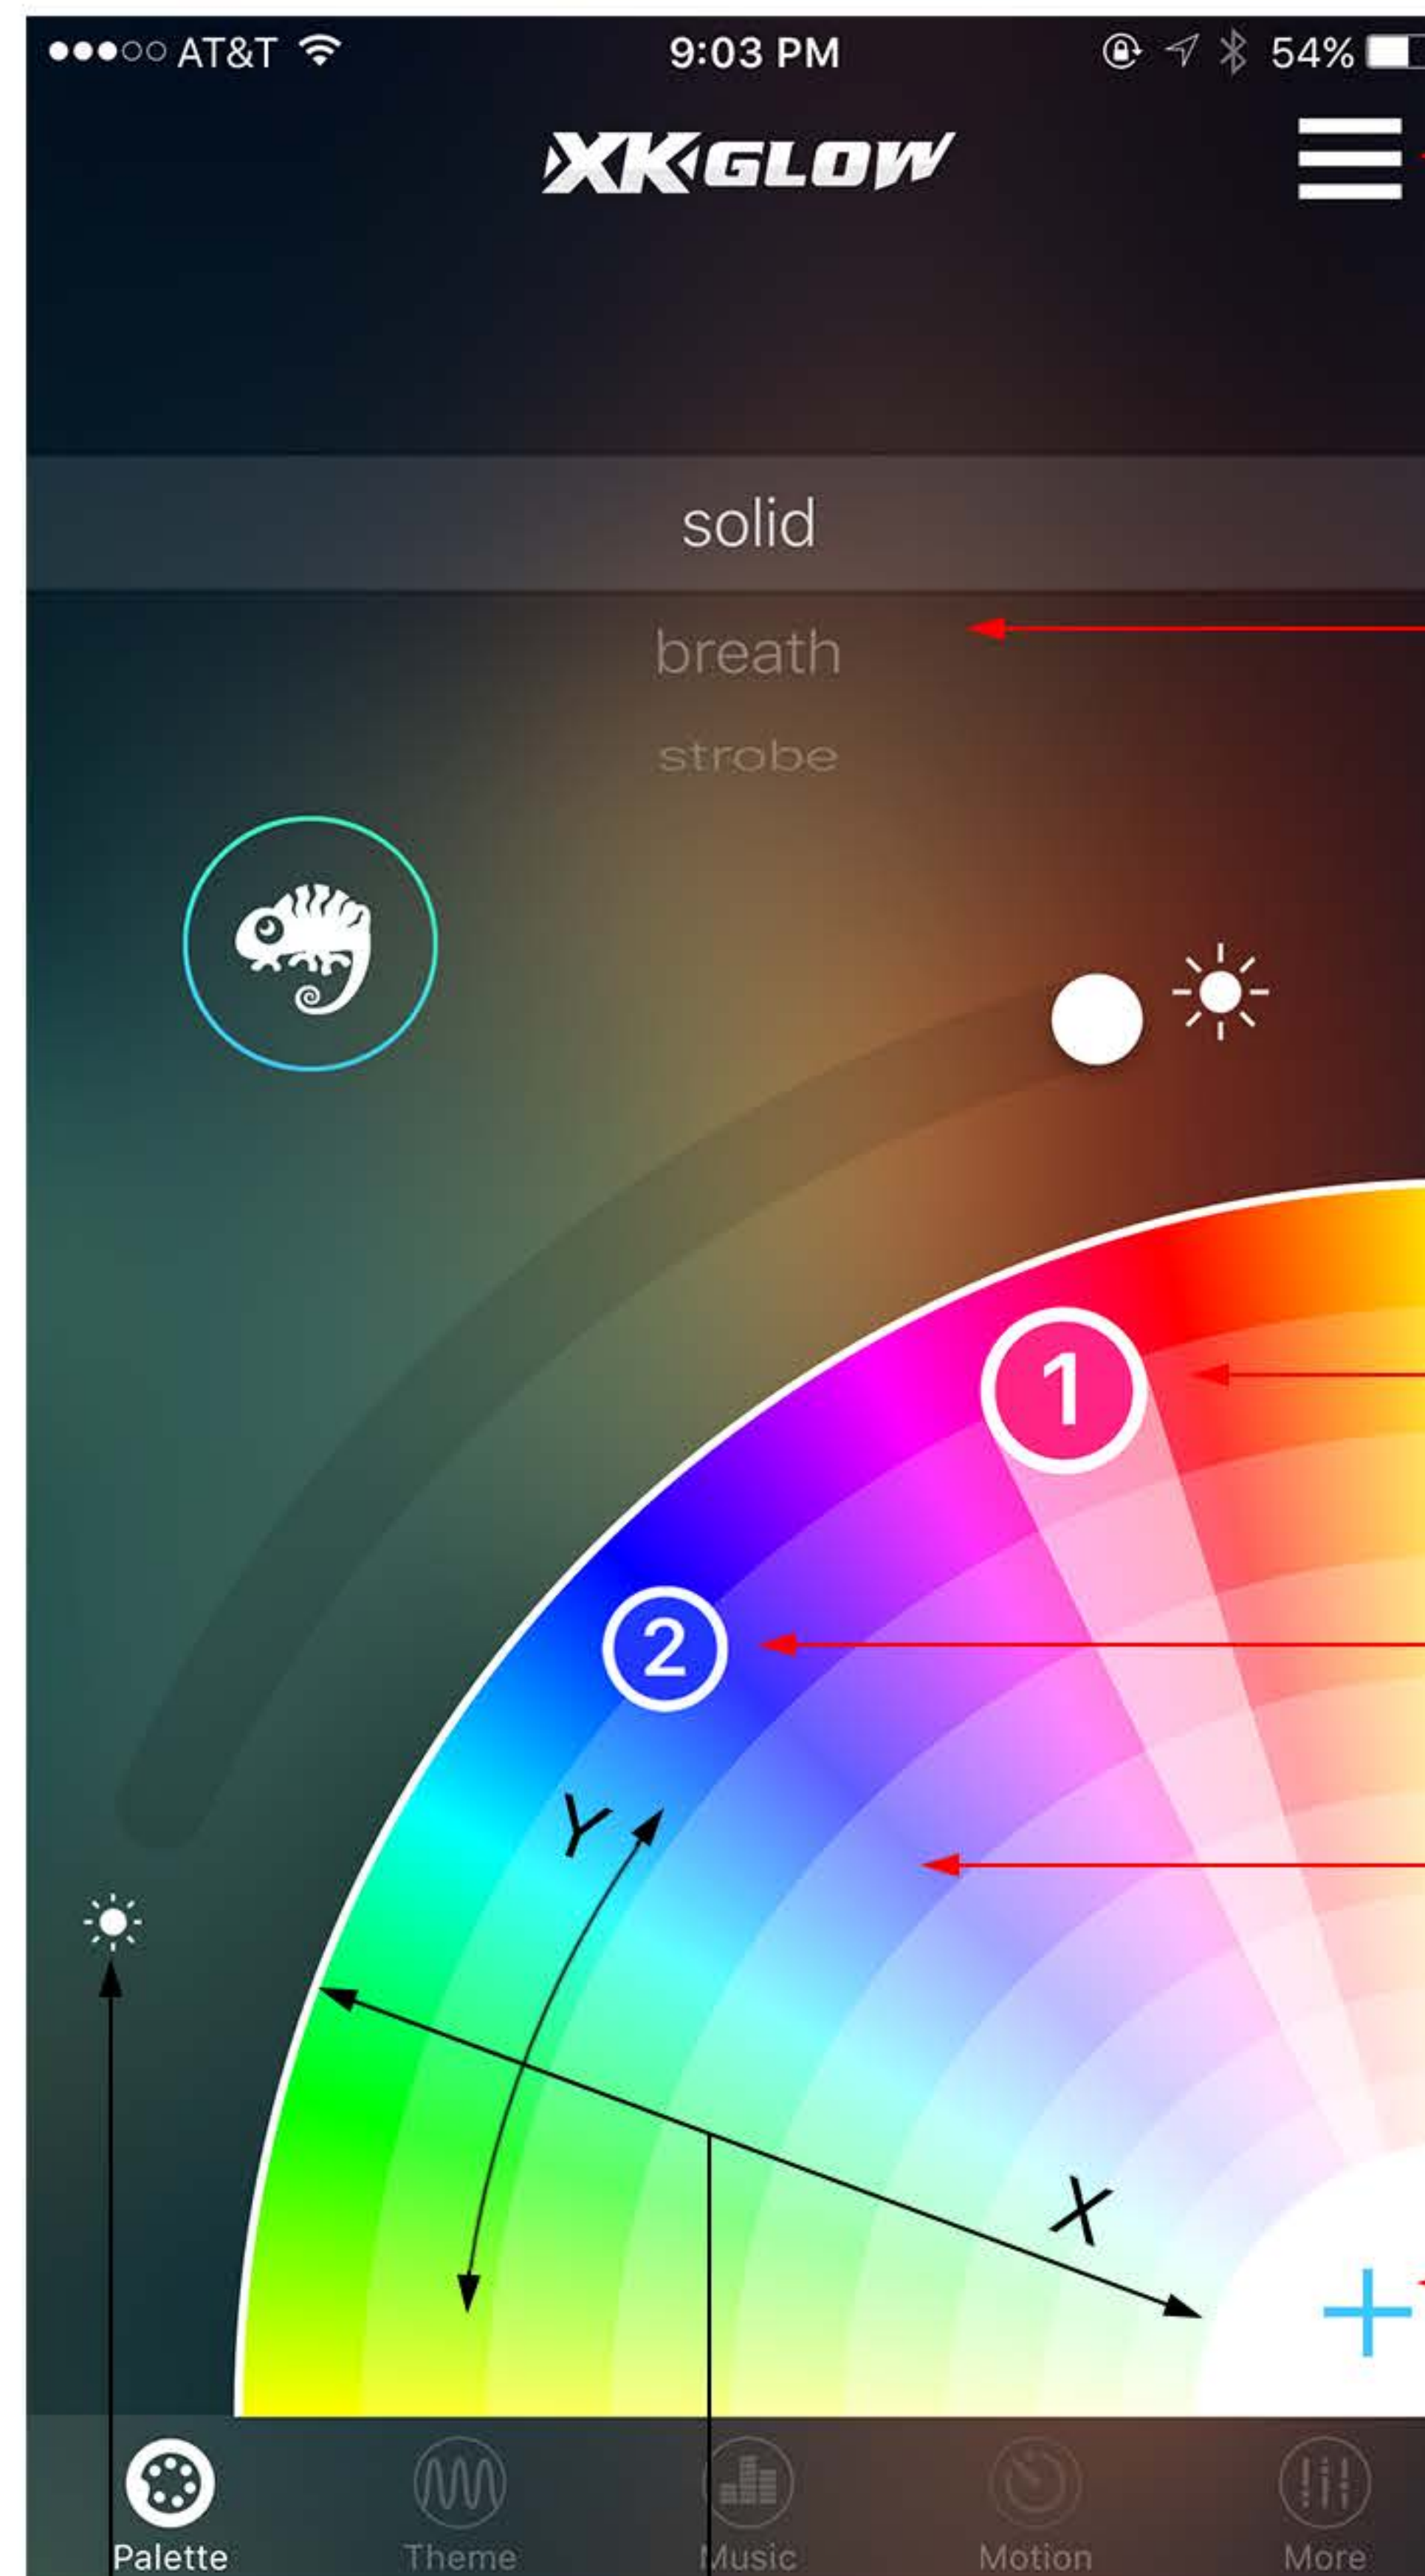 AT&T 9:03 PM 54%
XKGLOW
solid
breath
strobe
1
2
Y
X
Palette Theme Music Motion More